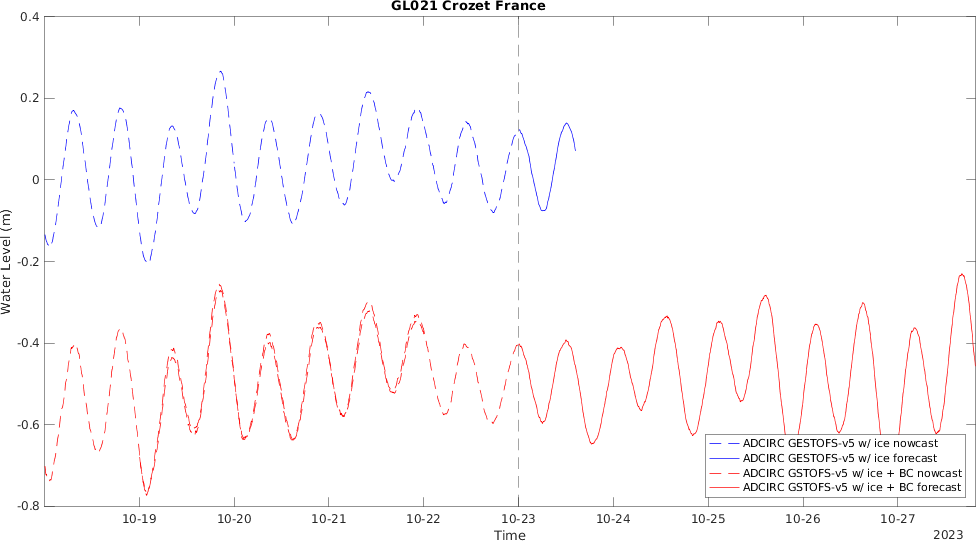 GL021 Crozet France
0.4
0.2
0
-0.2
-0.4
-0.6
-0.8
Water Level (m)
ADCIRC GESTOFS-v5 w/ ice nowcast
ADCIRC GESTOFS-v5 w/ ice forecast
ADCIRC GSTOFS-v5 w/ ice + BC nowcast
ADCIRC GSTOFS-v5 w/ ice + BC forecast
10-19 10-20 10-21 10-22 10-23 10-24 10-25 10-26 10-27
Time
2023